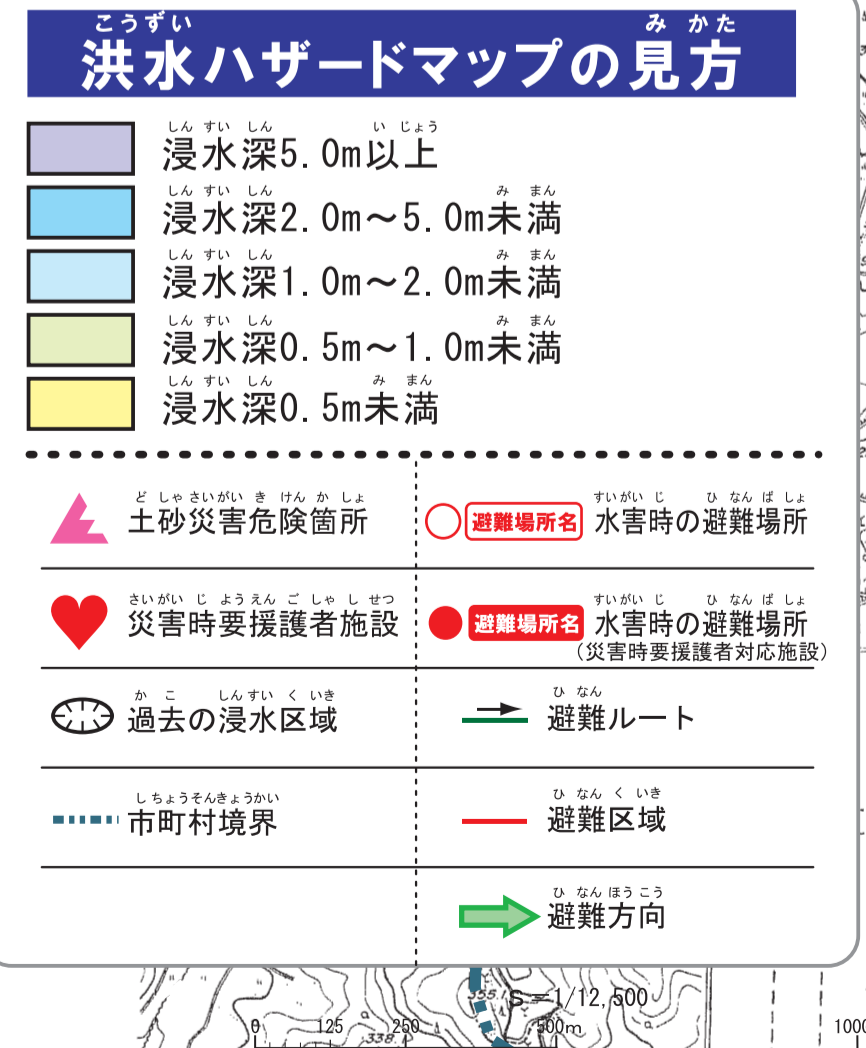 こうずい み かた
洪水ハザードマップの見方
しん すい しん い じょう
浸水深5.0m以上
しん すい しん み まん
浸水深2.0m～5.0m未満
しん すい しん み まん
浸水深1.0m～2.0m未満
しん すい しん み まん
浸水深0.5m～1.0m未満
しん すい しん み まん
浸水深0.5m未満
ど しゃ さいがい き けん か しょ
土砂災害危険箇所
さいがい じ よう えん ご しゃ し せつ
災害時要援護者施設
か こ しんすい く いき
過去の浸水区域
し ちょうそんきょうかい
市町村境界
すいがい じ ひ なん ば しょ
避難場所名 水害時の避難場所
すいがい じ ひ なん ば しょ
避難場所名 水害時の避難場所
(災害時要援護者対応施設)
ひ なん
避難ルート
ひ なん く いき
避難区域
ひ なん ほう こう
避難方向
355.1
S=1/12,500
0 125 250 500m 1000
338.1